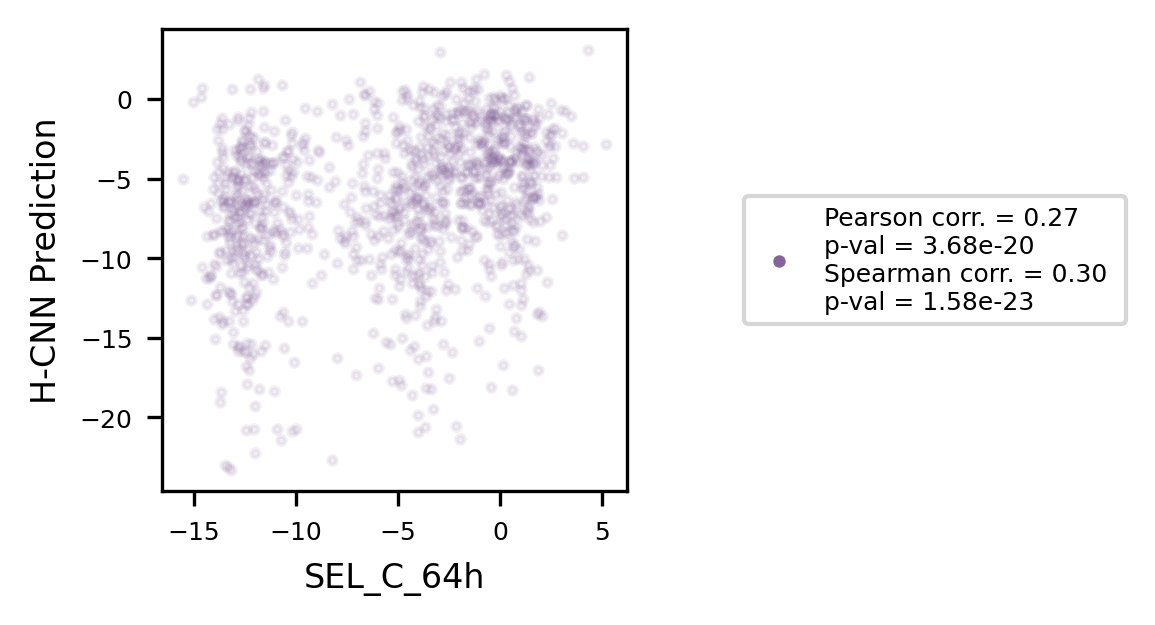 H-CNN Prediction
0
−5
−10
−15
−20
−15
−10
−5
0
5
SEL_C_64h
Pearson corr. = 0.27
p-val = 3.68e-20
Spearman corr. = 0.30
p-val = 1.58e-23